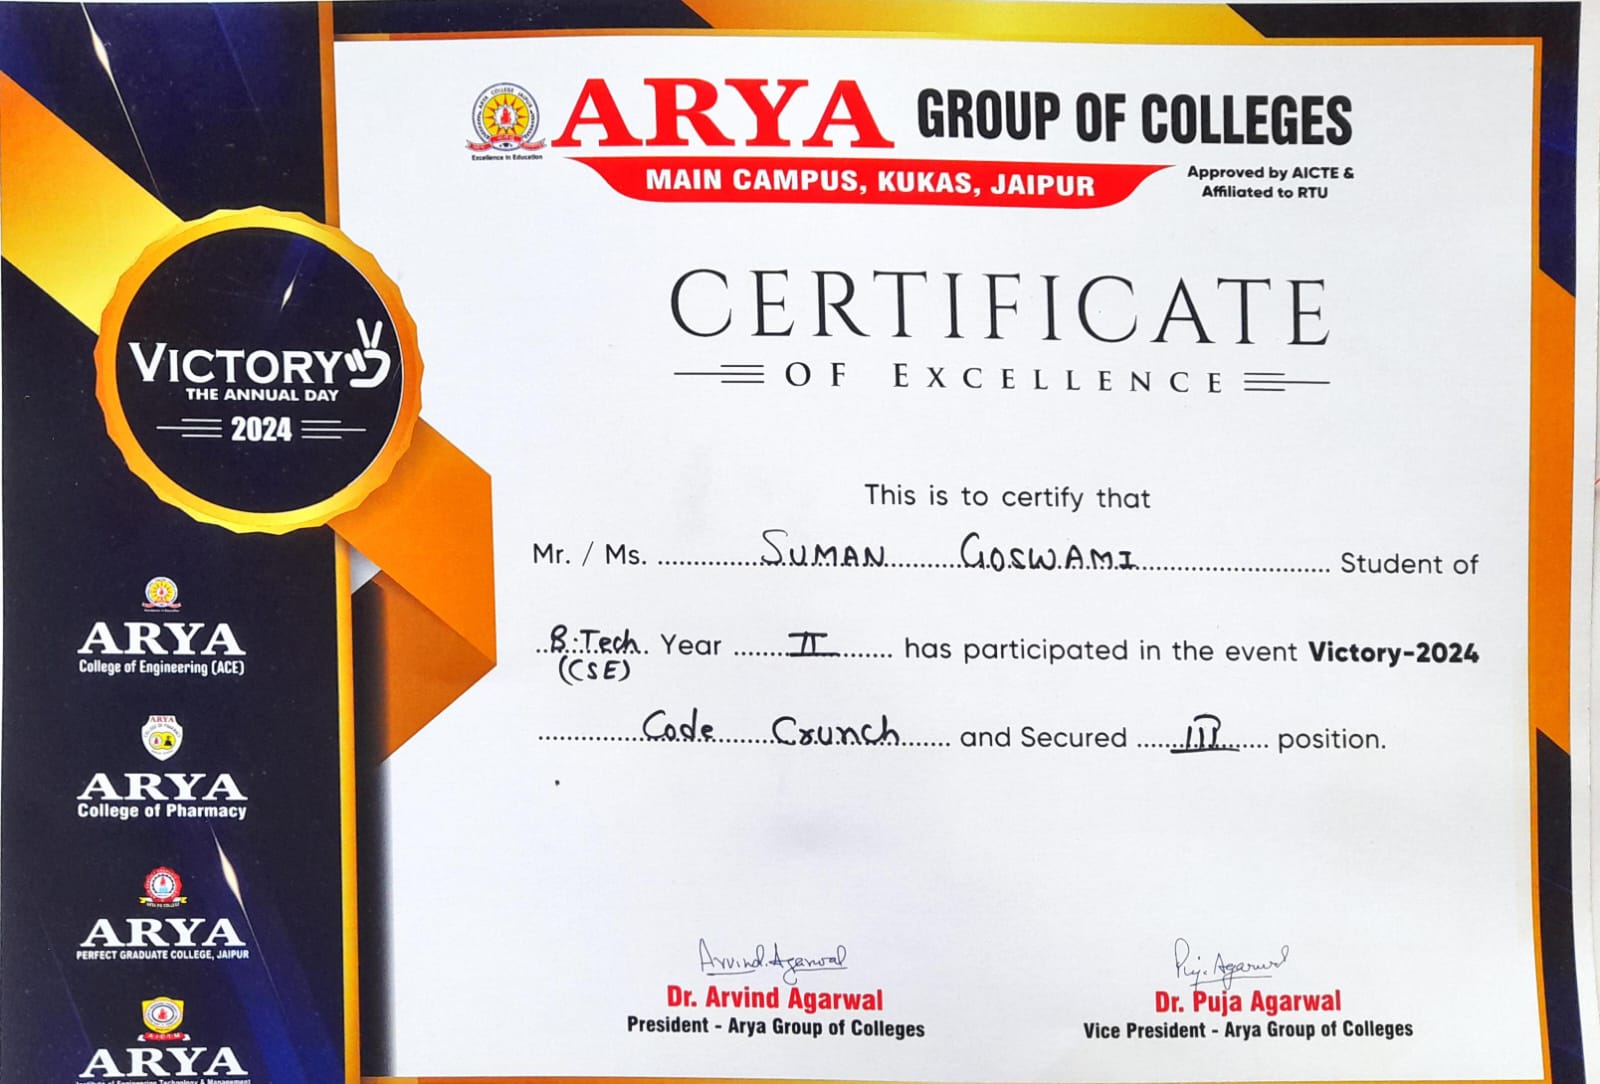 ARYA GROUP OF COLLEGES
Excellence in Education
MAIN CAMPUS, KUKAS, JAIPUR
Approved by AICTE &
Affiliated to RTU
CERTIFICATE
OF EXCELLENCE
VICTORY
THE ANNUAL DAY
2024
This is to certify that
Mr. / Ms. SUMAN GOSWAMI Student of
B.Tech Year II has participated in the event Victory-2024
(CSE)
Code Crunch and Secured III position.
ARYA
College of Engineering (ACE)
ARYA
College of Pharmacy
ARYA
PERFECT GRADUATE COLLEGE, JAIPUR
ARYA
Arvind Agarwal
Dr. Arvind Agarwal
President - Arya Group of Colleges
Puj. Agarwal
Dr. Puja Agarwal
Vice President - Arya Group of Colleges